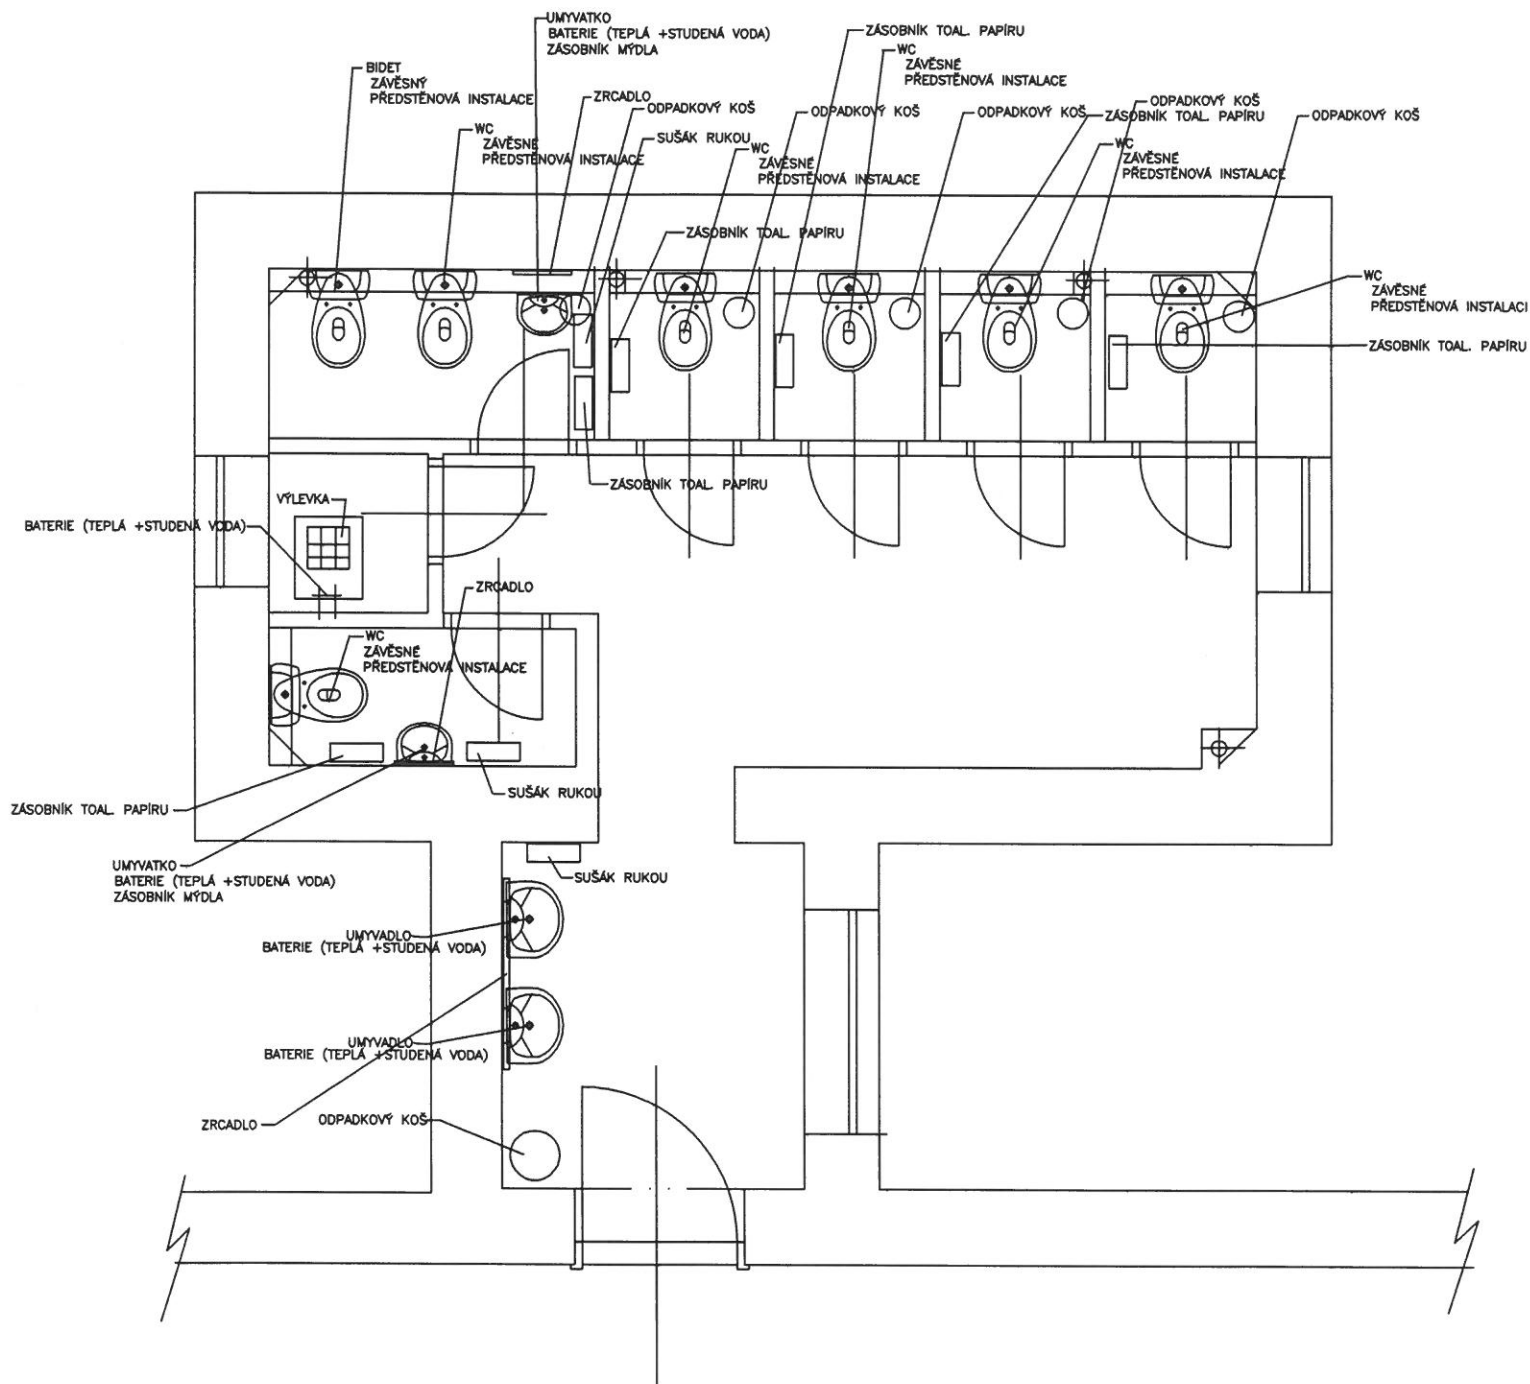 UMYVATKO
BATERIE (TEPLÁ +STUDENÁ VODA)
ZÁSOBNÍK MÝDLA
ZÁSOBNÍK TOAL. PAPÍRU
WC
ZÁVĚSNÉ
PŘEDSTĚNOVÁ INSTALACE
BIDET
ZÁVĚSNÝ
PŘEDSTĚNOVÁ INSTALACE
ZRCADLO
ODPADKOVÝ KOŠ
ODPADKOVÝ KOŠ
ODPADKOVÝ KOŠ
ODPADKOVÝ KOŠ
ZÁSOBNÍK TOAL. PAPÍRU
ODPADKOVÝ KOŠ
WC
ZÁVĚSNÉ
PŘEDSTĚNOVÁ INSTALACE
SUŠÁK RUKOU
WC
ZÁVĚSNÉ
PŘEDSTĚNOVÁ INSTALACE
WC
ZÁVĚSNÉ
PŘEDSTĚNOVÁ INSTALACE
ZÁSOBNÍK TOAL. PAPÍRU
WC
ZÁVĚSNÉ
PŘEDSTĚNOVÁ INSTALACI
ZÁSOBNÍK TOAL. PAPÍRU
ZÁSOBNÍK TOAL. PAPÍRU
VÝLEVKA
BATERIE (TEPLÁ +STUDENÁ VODA)
ZRCADLO
WC
ZÁVĚSNÉ
PŘEDSTĚNOVÁ INSTALACE
SUŠÁK RUKOU
ZÁSOBNÍK TOAL. PAPÍRU
UMYVATKO
BATERIE (TEPLÁ +STUDENÁ VODA)
ZÁSOBNÍK MÝDLA
SUŠÁK RUKOU
UMYVADLO
BATERIE (TEPLÁ +STUDENÁ VODA)
UMYVADLO
BATERIE (TEPLÁ +STUDENÁ VODA)
ZRCADLO
ODPADKOVÝ KOŠ